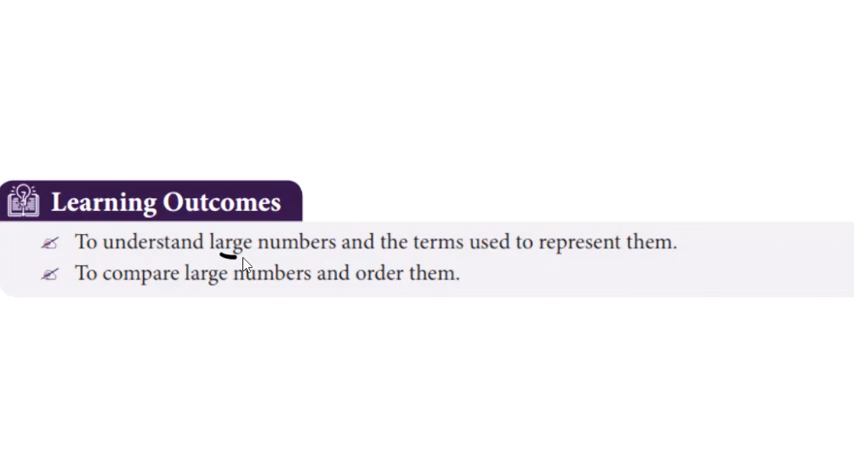 Learning Outcomes
To understand large numbers and the terms used to represent them.
To compare large numbers and order them.